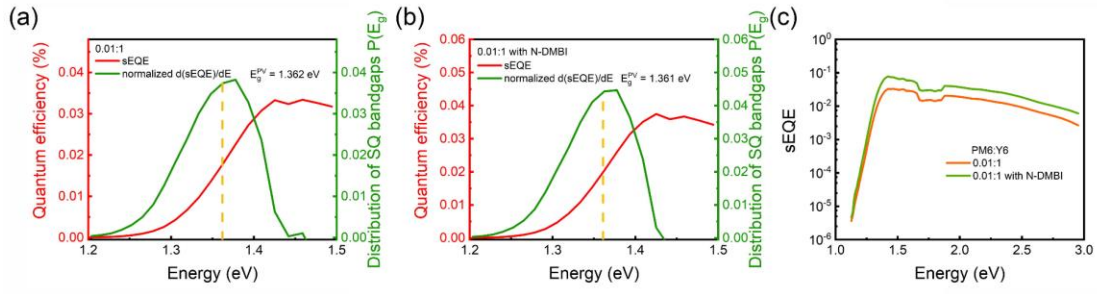 (a)
Quantum efficiency (%)
0.04
0.03
0.02
0.01
0.00
0.01:1
sEQE
normalized d(sEQE)/dE
E_g^PV = 1.362 eV
1.2
1.3
1.4
1.5
Energy (eV)
0.04
0.03
0.02
0.01
0.00
Distribution of SQ bandgaps P(E_g)
(b)
Quantum efficiency (%)
0.06
0.05
0.04
0.03
0.02
0.01
0.00
0.01:1 with N-DMBI
sEQE
normalized d(sEQE)/dE
E_g^PV = 1.361 eV
1.2
1.3
1.4
1.5
Energy (eV)
0.06
0.05
0.04
0.03
0.02
0.01
0.00
Distribution of SQ bandgaps P(E_g)
(c)
sEQE
10^0
10^-1
10^-2
10^-3
10^-4
10^-5
10^-6
PM6:Y6
0.01:1
0.01:1 with N-DMBI
1.0
1.5
2.0
2.5
3.0
Energy (eV)